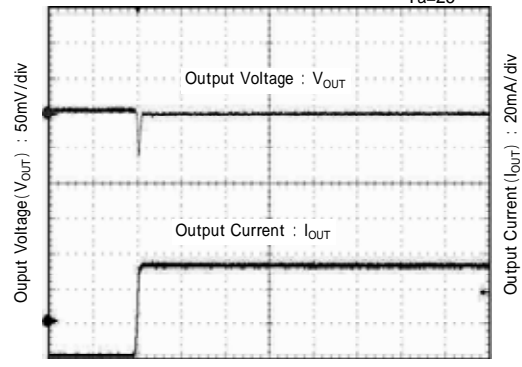 Output Voltage : VOUT
Ouput Voltage(VOUT) : 50mV/div
Output Current : IOUT
Output Current(IOUT) : 20mA/div